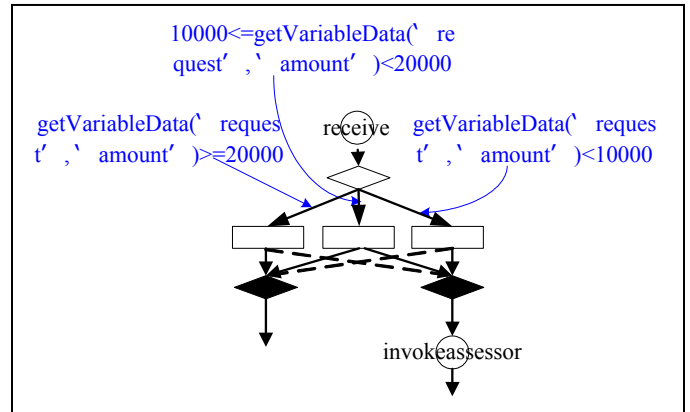 10000<=getVariableData(‵ re
quest′ ,‵ amount′ )<20000
getVariableData(‵ reques
t′ ,‵ amount′ )>=20000
receive
getVariableData(‵ reques
t′ ,‵ amount′ )<10000
invokeassessor